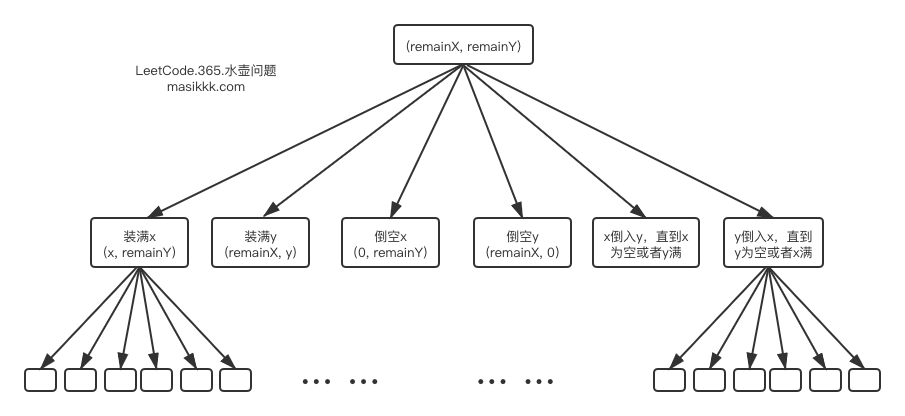 (remainX, remainY)
LeetCode.365.水壶问题
masikkk.com
装满x
(x, remainY)
装满y
(remainX, y)
倒空x
(0, remainY)
倒空y
(remainX, 0)
x倒入y，直到x
为空或者y满
y倒入x，直到
y为空或者x满
... ...
... ...